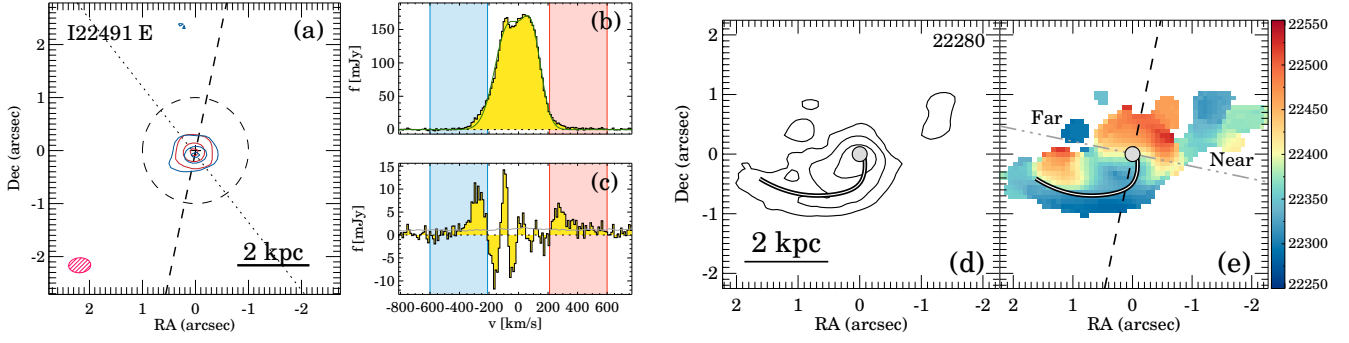 I22491 E
(a)
2
1
0
-1
-2
Dec (arcsec)
2 kpc
2 1 0 -1 -2
RA (arcsec)
(b)
150
100
50
0
f [mJy]
(c)
15
10
5
0
5
-10
f [mJy]
-800 -600 -400 -200 0 200 400 600
v [km/s]
22280
2
1
0
-1
-2
Dec (arcsec)
2 kpc
(d)
2 1 0 -1 -2
RA (arcsec)
Far
Near
(e)
2 1 0 -1 -2
RA (arcsec)
22550
22500
22450
22400
22350
22300
22250